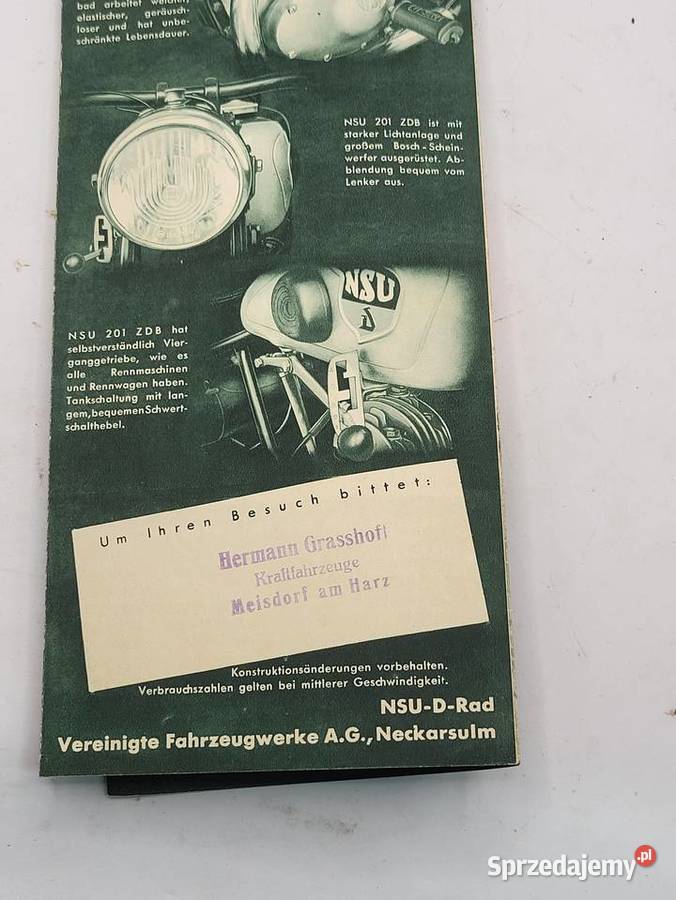 bad arbeitet weicher,
elastischer, geräusch-
loser und hat unbe-
schränkte Lebensdauer.
NSU 201 ZDB ist mit
starker Lichtanlage und
großem Bosch-Schein-
werfer ausgerüstet. Ab-
blendung bequem vom
Lenker aus.
NSU
NSU 201 ZDB hat
selbstverständlich Vier-
ganggetriebe, wie es
alle Rennmaschinen
und Rennwagen haben.
Tankschaltung mit lan-
gem, bequemen Schwert-
schalthebel.
Um Ihren Besuch bittet:
Hermann Grasshoff
Kraftfahrzeuge
Meisdorf am Harz
Konstruktionsänderungen vorbehalten.
Verbrauchszahlen gelten bei mittlerer Geschwindigkeit.
NSU-D-Rad
Vereinigte Fahrzeugwerke A.G., Neckarsulm
Sprzedajemy.pl